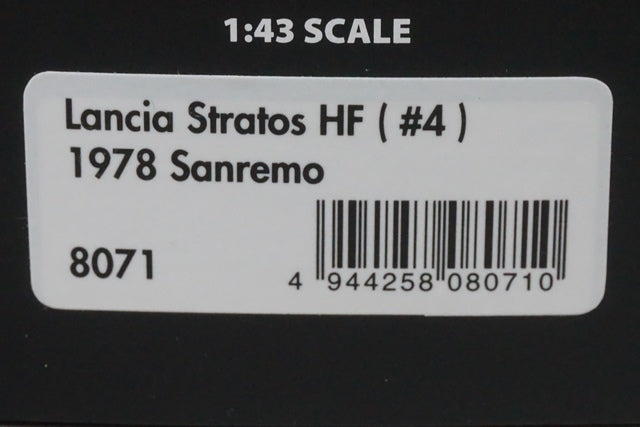 1:43 SCALE
Lancia Stratos HF ( #4 )
1978 Sanremo
8071
4 944258 080710